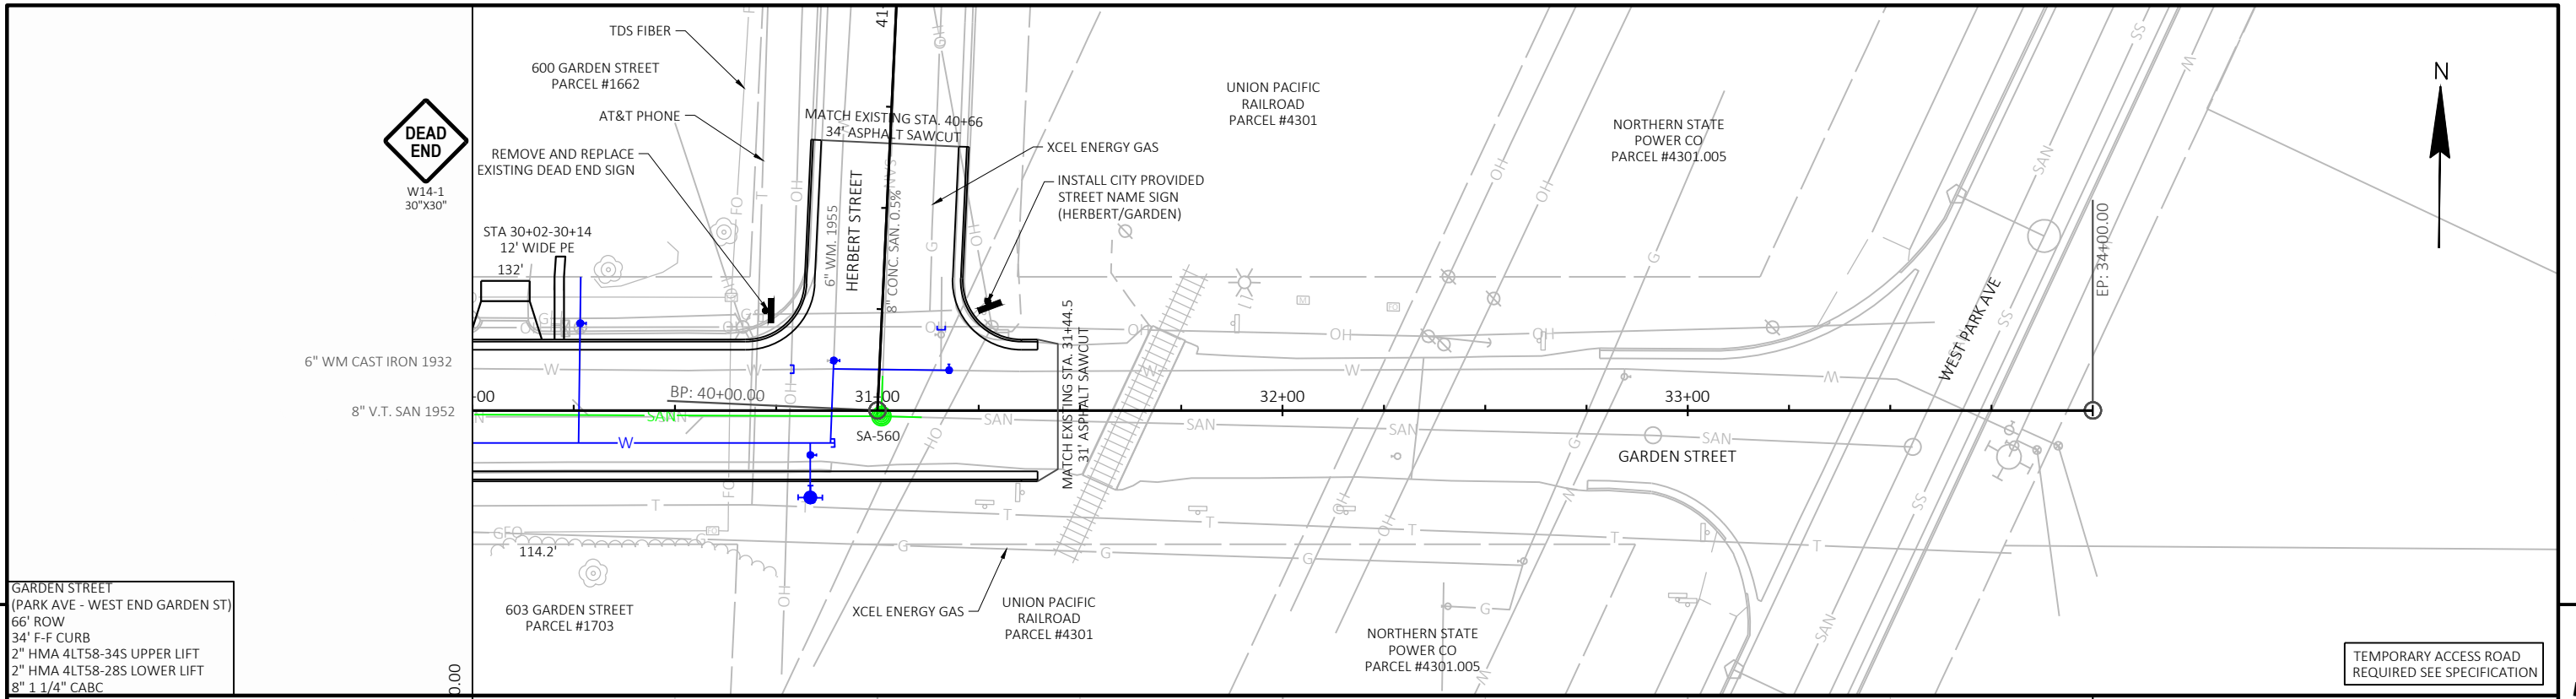 TDS FIBER
600 GARDEN STREET
PARCEL #1662
AT&T PHONE
REMOVE AND REPLACE
EXISTING DEAD END SIGN
DEAD
END
W14-1
30"X30"
STA 30+02-30+14
12' WIDE PE
132'
6" WM CAST IRON 1932
8" V.T. SAN 1952
MATCH EXISTING STA. 40+66
34' ASPHALT SAWCUT
XCEL ENERGY GAS
INSTALL CITY PROVIDED
STREET NAME SIGN
(HERBERT/GARDEN)
6" WM. 1955
HERBERT STREET
8" CONC. SAN. 0.5%
UNION PACIFIC
RAILROAD
PARCEL #4301
NORTHERN STATE
POWER CO
PARCEL #4301.005
N
EP: 34+00.00
WEST PARK AVE
MATCH EXISTING STA. 31+44.5
31' ASPHALT SAWCUT
BP: 40+00.00
-00
31+00
32+00
33+00
SA-560
SAN
W
GARDEN STREET
114.2'
603 GARDEN STREET
PARCEL #1703
XCEL ENERGY GAS
UNION PACIFIC
RAILROAD
PARCEL #4301
NORTHERN STATE
POWER CO
PARCEL #4301.005
GARDEN STREET
(PARK AVE - WEST END GARDEN ST)
66' ROW
34' F-F CURB
2" HMA 4LT58-34S UPPER LIFT
2" HMA 4LT58-28S LOWER LIFT
8" 1 1/4" CABC
0.00
TEMPORARY ACCESS ROAD
REQUIRED SEE SPECIFICATION